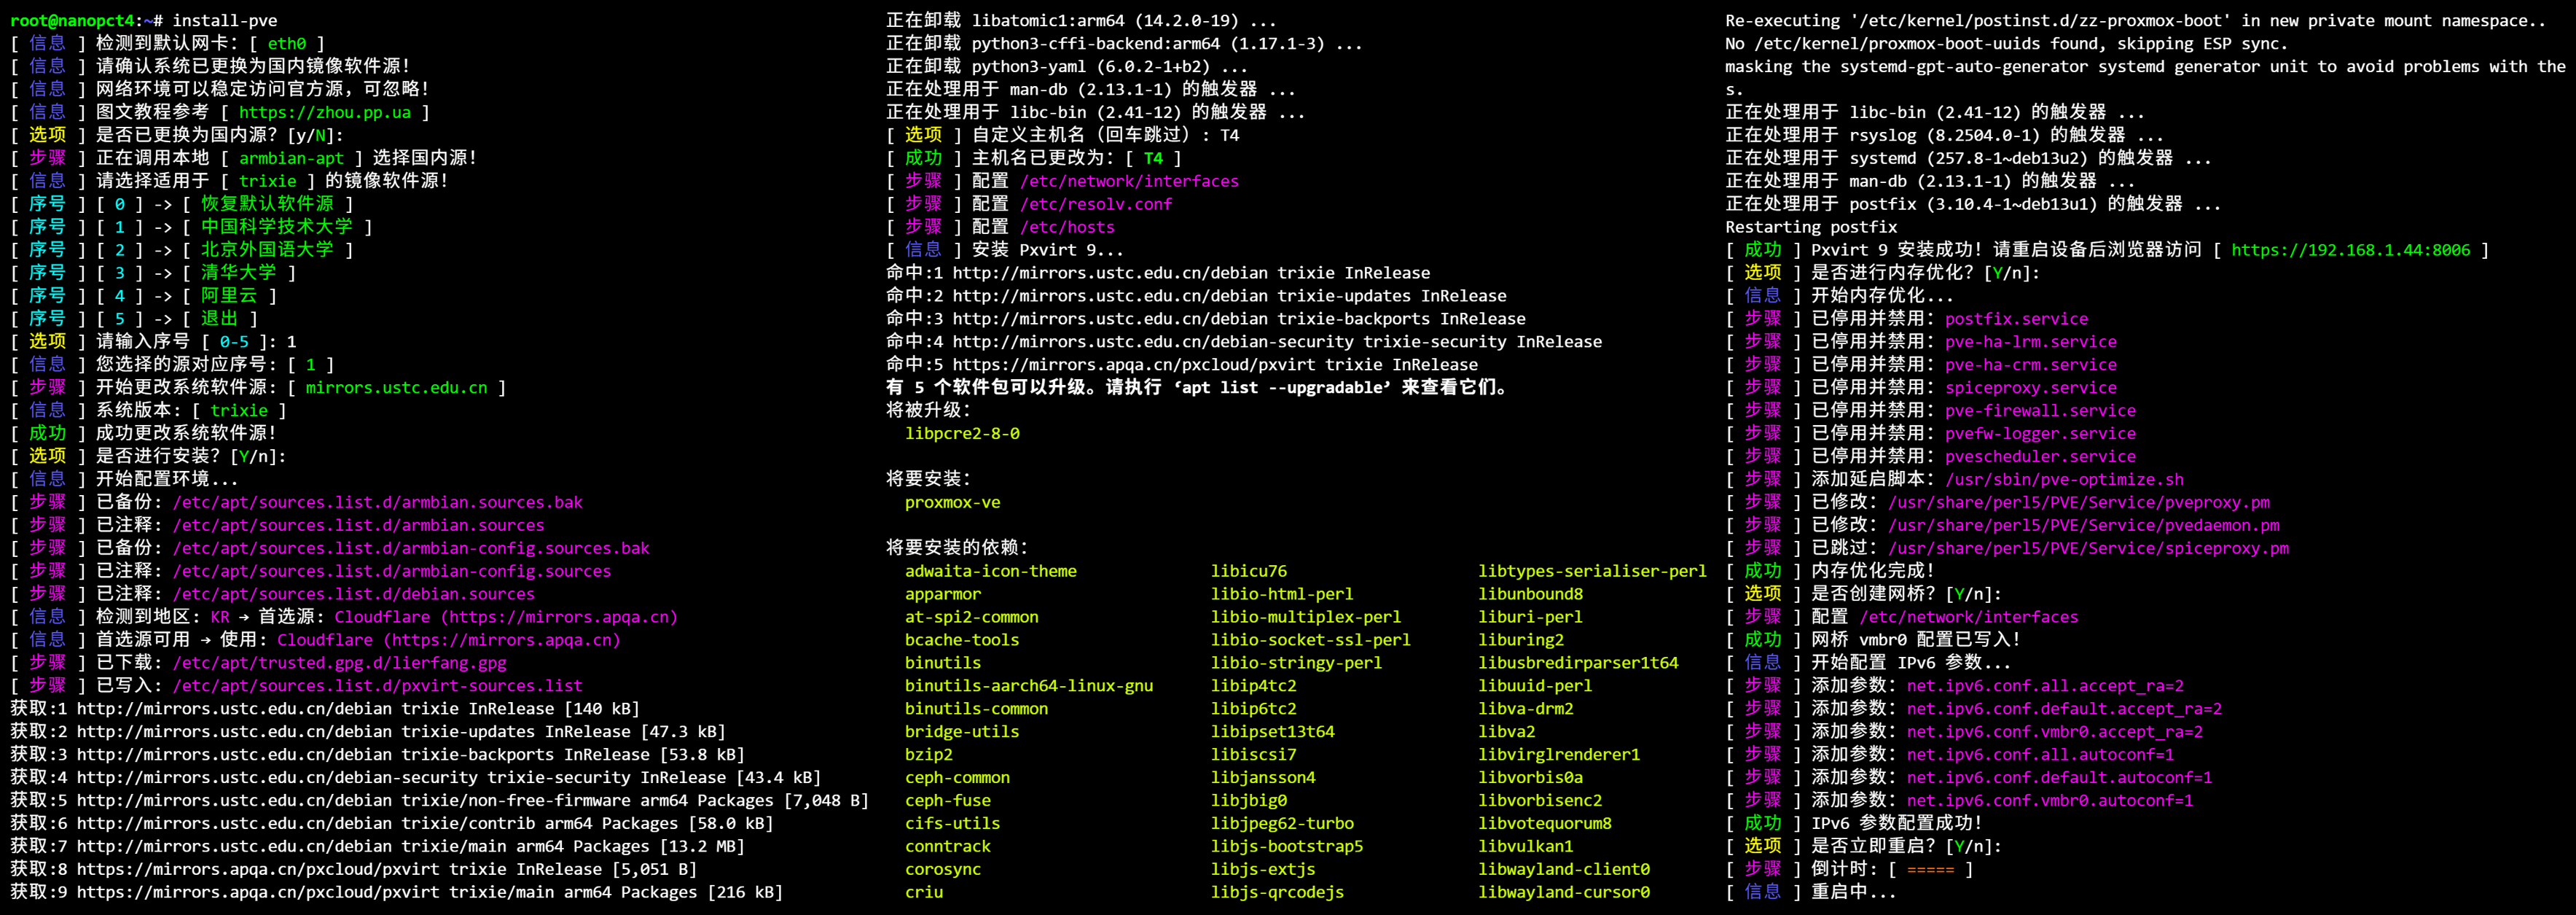 root@nanopct4:~# install-pve
[ 信息 ] 检测到默认网卡: [ eth0 ]
[ 信息 ] 请确认系统已更换为国内镜像软件源!
[ 信息 ] 网络环境可以稳定访问官方源, 可忽略!
[ 信息 ] 图文教程参考 [ https://zhou.pp.ua ]
[ 选项 ] 是否已更换为国内源? [y/N]:
[ 步骤 ] 正在调用本地 [ armbian-apt ] 选择国内源!
[ 信息 ] 请选择适用于 [ trixie ] 的镜像软件源!
[ 序号 ] [ 0 ] -> [ 恢复默认软件源 ]
[ 序号 ] [ 1 ] -> [ 中国科学技术大学 ]
[ 序号 ] [ 2 ] -> [ 北京外国语大学 ]
[ 序号 ] [ 3 ] -> [ 清华大学 ]
[ 序号 ] [ 4 ] -> [ 阿里云 ]
[ 序号 ] [ 5 ] -> [ 退出 ]
[ 选项 ] 请输入序号 [ 0-5 ]: 1
[ 信息 ] 您选择的源对应序号: [ 1 ]
[ 步骤 ] 开始更改系统软件源: [ mirrors.ustc.edu.cn ]
[ 信息 ] 系统版本: [ trixie ]
[ 成功 ] 成功更改系统软件源!
[ 选项 ] 是否进行安装? [Y/n]:
[ 信息 ] 开始配置环境...
[ 步骤 ] 已备份: /etc/apt/sources.list.d/armbian.sources.bak
[ 步骤 ] 已注释: /etc/apt/sources.list.d/armbian.sources
[ 步骤 ] 已备份: /etc/apt/sources.list.d/armbian-config.sources.bak
[ 步骤 ] 已注释: /etc/apt/sources.list.d/armbian-config.sources
[ 步骤 ] 已注释: /etc/apt/sources.list.d/debian.sources
[ 信息 ] 检测到地区: KR → 首选源: Cloudflare (https://mirrors.apqa.cn)
[ 信息 ] 首选源可用 → 使用: Cloudflare (https://mirrors.apqa.cn)
[ 步骤 ] 已下载: /etc/apt/trusted.gpg.d/lierfang.gpg
[ 步骤 ] 已写入: /etc/apt/sources.list.d/pxvirt-sources.list
获取:1 http://mirrors.ustc.edu.cn/debian trixie InRelease [140 kB]
获取:2 http://mirrors.ustc.edu.cn/debian trixie-updates InRelease [47.3 kB]
获取:3 http://mirrors.ustc.edu.cn/debian trixie-backports InRelease [53.8 kB]
获取:4 http://mirrors.ustc.edu.cn/debian-security trixie-security InRelease [43.4 kB]
获取:5 http://mirrors.ustc.edu.cn/debian trixie/non-free-firmware arm64 Packages [7,048 B]
获取:6 http://mirrors.ustc.edu.cn/debian trixie/contrib arm64 Packages [58.0 kB]
获取:7 http://mirrors.ustc.edu.cn/debian trixie/main arm64 Packages [13.2 MB]
获取:8 https://mirrors.apqa.cn/pxcloud/pxvirt trixie InRelease [5,051 B]
获取:9 https://mirrors.apqa.cn/pxcloud/pxvirt trixie/main arm64 Packages [216 kB]
正在卸载 libatomic1:arm64 (14.2.0-19) ...
正在卸载 python3-cffi-backend:arm64 (1.17.1-3) ...
正在卸载 python3-yaml (6.0.2-1+b2) ...
正在处理用于 man-db (2.13.1-1) 的触发器 ...
正在处理用于 libc-bin (2.41-12) 的触发器 ...
[ 选项 ] 自定义主机名（回车跳过）: T4
[ 成功 ] 主机名已更改为: [ T4 ]
[ 步骤 ] 配置 /etc/network/interfaces
[ 步骤 ] 配置 /etc/resolv.conf
[ 步骤 ] 配置 /etc/hosts
[ 信息 ] 安装 Pxvirt 9...
命中:1 http://mirrors.ustc.edu.cn/debian trixie InRelease
命中:2 http://mirrors.ustc.edu.cn/debian trixie-updates InRelease
命中:3 http://mirrors.ustc.edu.cn/debian trixie-backports InRelease
命中:4 http://mirrors.ustc.edu.cn/debian-security trixie-security InRelease
命中:5 https://mirrors.apqa.cn/pxcloud/pxvirt trixie InRelease
有 5 个软件包可以升级。请执行 ‘apt list --upgradable’ 来查看它们。
将被升级:
libpcre2-8-0
将要安装:
proxmox-ve
将要安装的依赖:
adwaita-icon-theme libicu76 libtypes-serialiser-perl
apparmor libio-html-perl libunbound8
at-spi2-common libio-multiplex-perl liburi-perl
bcache-tools libio-socket-ssl-perl liburing2
binutils libio-stringy-perl libusbredirparser1t64
binutils-aarch64-linux-gnu libip4tc2 libuuid-perl
binutils-common libip6tc2 libva-drm2
bridge-utils libipset13t64 libva2
bzip2 libiscsi7 libvirglrenderer1
ceph-common libjansson4 libvorbis0a
ceph-fuse libjbig0 libvorbisenc2
cifs-utils libjpeg62-turbo libvotequorum8
conntrack libjs-bootstrap5 libvulkan1
corosync libjs-extjs libwayland-client0
criu libjs-qrcodejs libwayland-cursor0
Re-executing '/etc/kernel/postinst.d/zz-proxmox-boot' in new private mount namespace..
No /etc/kernel/proxmox-boot-uuids found, skipping ESP sync.
masking the systemd-gpt-auto-generator systemd generator unit to avoid problems with the
s.
正在处理用于 libc-bin (2.41-12) 的触发器 ...
正在处理用于 rsyslog (8.2504.0-1) 的触发器 ...
正在处理用于 systemd (257.8-1~deb13u2) 的触发器 ...
正在处理用于 man-db (2.13.1-1) 的触发器 ...
正在处理用于 postfix (3.10.4-1~deb13u1) 的触发器 ...
Restarting postfix
[ 成功 ] Pxvirt 9 安装成功! 请重启设备后浏览器访问 [ https://192.168.1.44:8006 ]
[ 选项 ] 是否进行内存优化? [Y/n]:
[ 信息 ] 开始内存优化...
[ 步骤 ] 已停用并禁用: postfix.service
[ 步骤 ] 已停用并禁用: pve-ha-lrm.service
[ 步骤 ] 已停用并禁用: pve-ha-crm.service
[ 步骤 ] 已停用并禁用: spiceproxy.service
[ 步骤 ] 已停用并禁用: pve-firewall.service
[ 步骤 ] 已停用并禁用: pvefw-logger.service
[ 步骤 ] 已停用并禁用: pvescheduler.service
[ 步骤 ] 添加延启脚本: /usr/sbin/pve-optimize.sh
[ 步骤 ] 已修改: /usr/share/perl5/PVE/Service/pveproxy.pm
[ 步骤 ] 已修改: /usr/share/perl5/PVE/Service/pvedaemon.pm
[ 步骤 ] 已跳过: /usr/share/perl5/PVE/Service/spiceproxy.pm
[ 成功 ] 内存优化完成!
[ 选项 ] 是否创建网桥? [Y/n]:
[ 步骤 ] 配置 /etc/network/interfaces
[ 成功 ] 网桥 vmbr0 配置已写入!
[ 信息 ] 开始配置 IPv6 参数...
[ 步骤 ] 添加参数: net.ipv6.conf.all.accept_ra=2
[ 步骤 ] 添加参数: net.ipv6.conf.default.accept_ra=2
[ 步骤 ] 添加参数: net.ipv6.conf.vmbr0.accept_ra=2
[ 步骤 ] 添加参数: net.ipv6.conf.all.autoconf=1
[ 步骤 ] 添加参数: net.ipv6.conf.default.autoconf=1
[ 步骤 ] 添加参数: net.ipv6.conf.vmbr0.autoconf=1
[ 成功 ] IPv6 参数配置成功!
[ 选项 ] 是否立即重启? [Y/n]:
[ 步骤 ] 倒计时: [ ===== ]
[ 信息 ] 重启中...